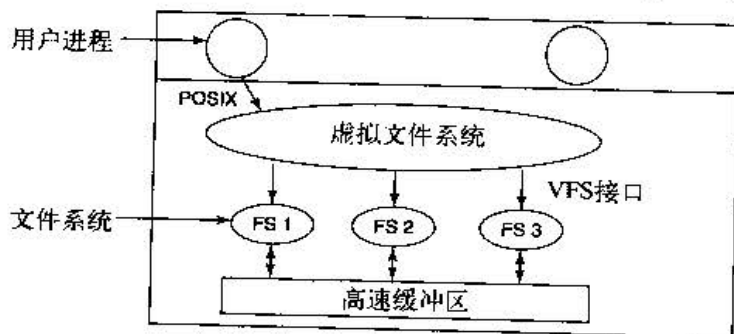 用户进程
POSIX
虚拟文件系统
VFS接口
文件系统
FS 1
FS 2
FS 3
高速缓冲区